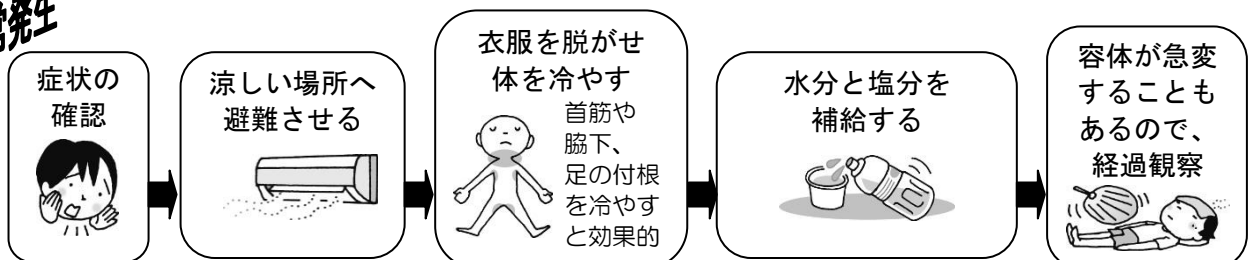 常発生
症状の
確認
涼しい場所へ
避難させる
衣服を脱がせ
体を冷やす
首筋や
脇下、
足の付根
を冷やす
と効果的
水分と塩分を
補給する
容体が急変
することも
あるので、
経過観察